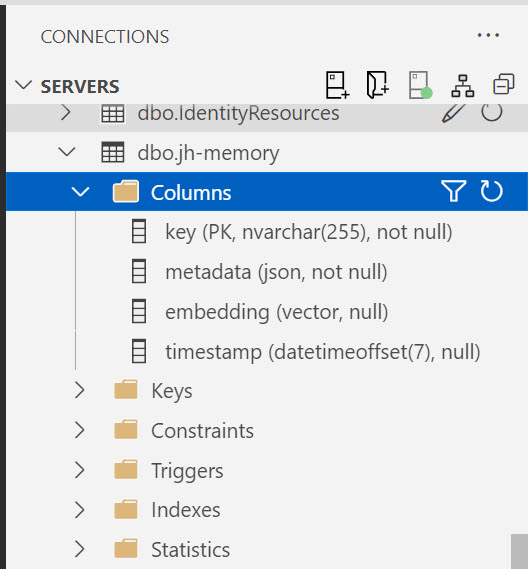 CONNECTIONS
SERVERS
dbo.IdentityResources
dbo.jh-memory
Columns
key (PK, nvarchar(255), not null)
metadata (json, not null)
embedding (vector, null)
timestamp (datetimeoffset(7), null)
Keys
Constraints
Triggers
Indexes
Statistics